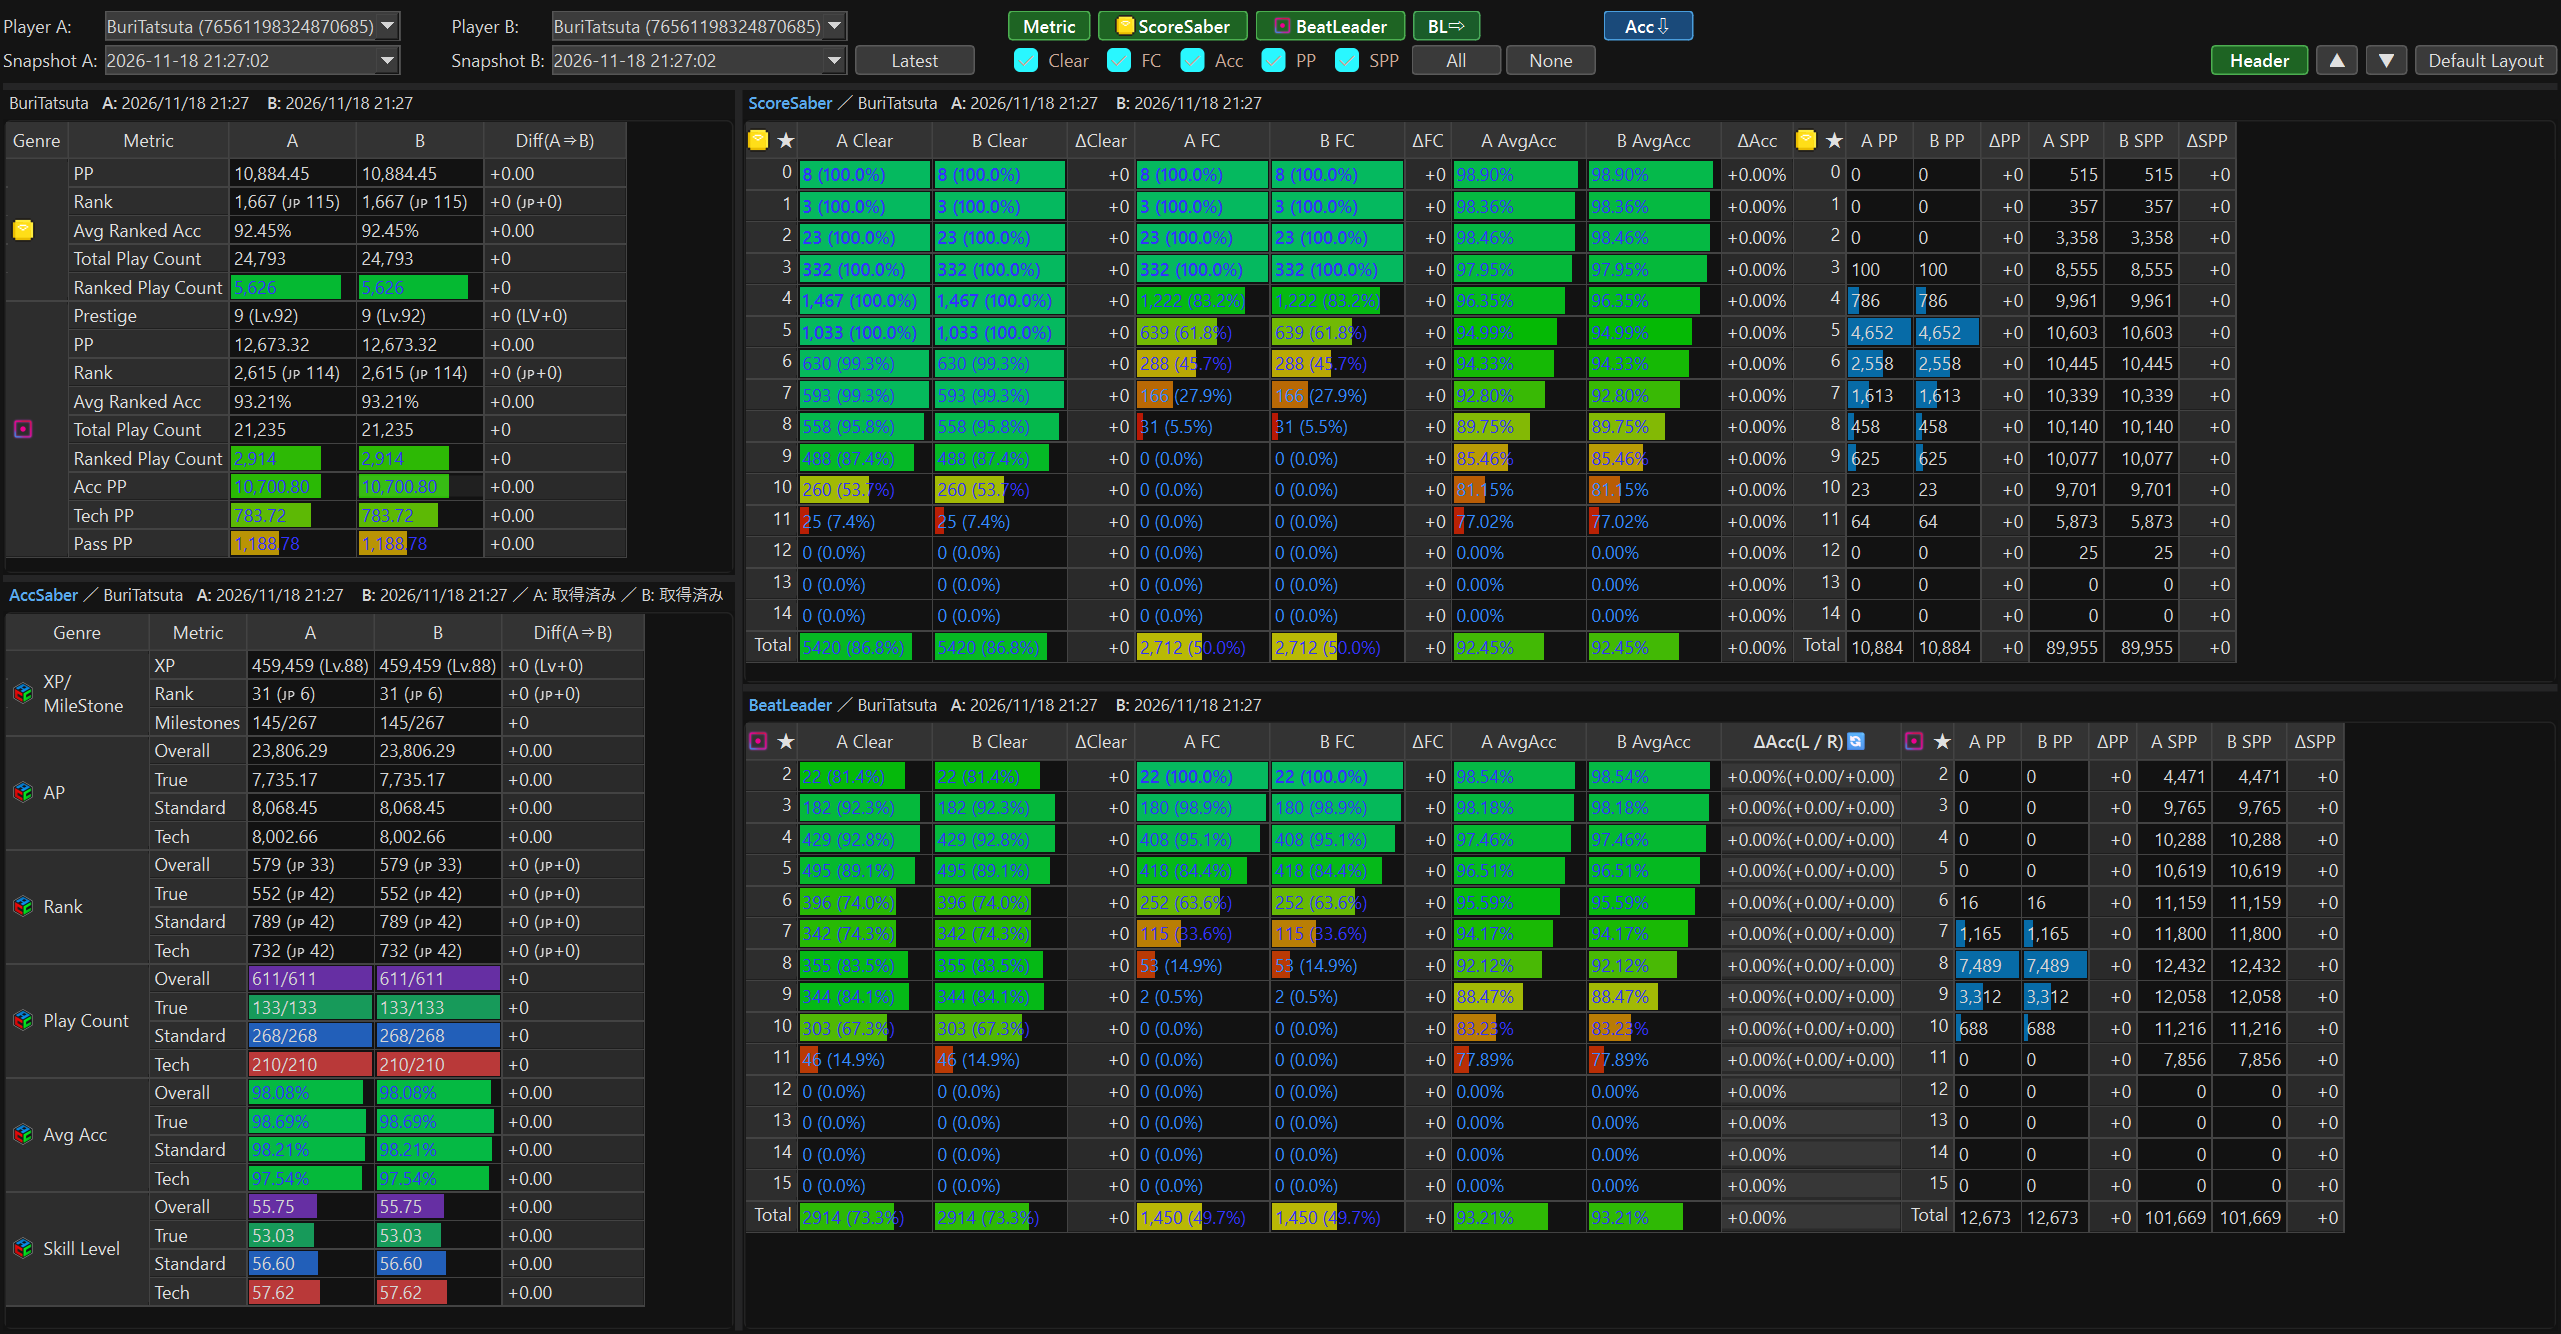 Player A: BuriTatsuta (76561198324870685) Player B: BuriTatsuta (76561198324870685) Metric ScoreSaber BeatLeader BL⇨ Acc⇩
Snapshot A: 2026-11-18 21:27:02 Snapshot B: 2026-11-18 21:27:02 Latest Clear FC Acc PP SPP All None Header ▲ ▼ Default Layout
BuriTatsuta A: 2026/11/18 21:27 B: 2026/11/18 21:27
Genre Metric A B Diff(A⇒B)
PP 10,884.45 10,884.45 +0.00
Rank 1,667 (JP 115) 1,667 (JP 115) +0 (JP+0)
Avg Ranked Acc 92.45% 92.45% +0.00
Total Play Count 24,793 24,793 +0
Ranked Play Count 5,626 5,626 +0
Prestige 9 (Lv.92) 9 (Lv.92) +0 (LV+0)
PP 12,673.32 12,673.32 +0.00
Rank 2,615 (JP 114) 2,615 (JP 114) +0 (JP+0)
Avg Ranked Acc 93.21% 93.21% +0.00
Total Play Count 21,235 21,235 +0
Ranked Play Count 2,914 2,914 +0
Acc PP 10,700.80 10,700.80 +0.00
Tech PP 783.72 783.72 +0.00
Pass PP 1,188.78 1,188.78 +0.00
AccSaber ／ BuriTatsuta A: 2026/11/18 21:27 B: 2026/11/18 21:27 ／ A: 取得済み ／ B: 取得済み
Genre Metric A B Diff(A⇒B)
XP/
MileStone
XP 459,459 (Lv.88) 459,459 (Lv.88) +0 (Lv+0)
Rank 31 (JP 6) 31 (JP 6) +0 (JP+0)
Milestones 145/267 145/267 +0
AP
Overall 23,806.29 23,806.29 +0.00
True 7,735.17 7,735.17 +0.00
Standard 8,068.45 8,068.45 +0.00
Tech 8,002.66 8,002.66 +0.00
Rank
Overall 579 (JP 33) 579 (JP 33) +0 (JP+0)
True 552 (JP 42) 552 (JP 42) +0 (JP+0)
Standard 789 (JP 42) 789 (JP 42) +0 (JP+0)
Tech 732 (JP 42) 732 (JP 42) +0 (JP+0)
Play Count
Overall 611/611 611/611 +0
True 133/133 133/133 +0
Standard 268/268 268/268 +0
Tech 210/210 210/210 +0
Avg Acc
Overall 98.08% 98.08% +0.00
True 98.69% 98.69% +0.00
Standard 98.21% 98.21% +0.00
Tech 97.54% 97.54% +0.00
Skill Level
Overall 55.75 55.75 +0.00
True 53.03 53.03 +0.00
Standard 56.60 56.60 +0.00
Tech 57.62 57.62 +0.00
ScoreSaber ／ BuriTatsuta A: 2026/11/18 21:27 B: 2026/11/18 21:27
★ A Clear B Clear ΔClear A FC B FC ΔFC A AvgAcc B AvgAcc ΔAcc ★ A PP B PP ΔPP A SPP B SPP ΔSPP
0 8 (100.0%) 8 (100.0%) +0 8 (100.0%) 8 (100.0%) +0 98.90% 98.90% +0.00% 0 0 0 +0 515 515 +0
1 3 (100.0%) 3 (100.0%) +0 3 (100.0%) 3 (100.0%) +0 98.36% 98.36% +0.00% 1 0 0 +0 357 357 +0
2 23 (100.0%) 23 (100.0%) +0 23 (100.0%) 23 (100.0%) +0 98.46% 98.46% +0.00% 2 0 0 +0 3,358 3,358 +0
3 332 (100.0%) 332 (100.0%) +0 332 (100.0%) 332 (100.0%) +0 97.95% 97.95% +0.00% 3 100 100 +0 8,555 8,555 +0
4 1,467 (100.0%) 1,467 (100.0%) +0 1,222 (83.2%) 1,222 (83.2%) +0 96.35% 96.35% +0.00% 4 786 786 +0 9,961 9,961 +0
5 1,033 (100.0%) 1,033 (100.0%) +0 639 (61.8%) 639 (61.8%) +0 94.99% 94.99% +0.00% 5 4,652 4,652 +0 10,603 10,603 +0
6 630 (99.3%) 630 (99.3%) +0 288 (45.7%) 288 (45.7%) +0 94.33% 94.33% +0.00% 6 2,558 2,558 +0 10,445 10,445 +0
7 593 (99.3%) 593 (99.3%) +0 166 (27.9%) 166 (27.9%) +0 92.80% 92.80% +0.00% 7 1,613 1,613 +0 10,339 10,339 +0
8 558 (95.8%) 558 (95.8%) +0 31 (5.5%) 31 (5.5%) +0 89.75% 89.75% +0.00% 8 458 458 +0 10,140 10,140 +0
9 488 (87.4%) 488 (87.4%) +0 0 (0.0%) 0 (0.0%) +0 85.46% 85.46% +0.00% 9 625 625 +0 10,077 10,077 +0
10 260 (53.7%) 260 (53.7%) +0 0 (0.0%) 0 (0.0%) +0 81.15% 81.15% +0.00% 10 23 23 +0 9,701 9,701 +0
11 25 (7.4%) 25 (7.4%) +0 0 (0.0%) 0 (0.0%) +0 77.02% 77.02% +0.00% 11 64 64 +0 5,873 5,873 +0
12 0 (0.0%) 0 (0.0%) +0 0 (0.0%) 0 (0.0%) +0 0.00% 0.00% +0.00% 12 0 0 +0 25 25 +0
13 0 (0.0%) 0 (0.0%) +0 0 (0.0%) 0 (0.0%) +0 0.00% 0.00% +0.00% 13 0 0 +0 0 0 +0
14 0 (0.0%) 0 (0.0%) +0 0 (0.0%) 0 (0.0%) +0 0.00% 0.00% +0.00% 14 0 0 +0 0 0 +0
Total 5420 (86.8%) 5420 (86.8%) +0 2,712 (50.0%) 2,712 (50.0%) +0 92.45% 92.45% +0.00% Total 10,884 10,884 +0 89,955 89,955 +0
BeatLeader ／ BuriTatsuta A: 2026/11/18 21:27 B: 2026/11/18 21:27
★ A Clear B Clear ΔClear A FC B FC ΔFC A AvgAcc B AvgAcc ΔAcc(L / R) ★ A PP B PP ΔPP A SPP B SPP ΔSPP
2 22 (81.4%) 22 (81.4%) +0 22 (100.0%) 22 (100.0%) +0 98.54% 98.54% +0.00%(+0.00/+0.00) 2 0 0 +0 4,471 4,471 +0
3 182 (92.3%) 182 (92.3%) +0 180 (98.9%) 180 (98.9%) +0 98.18% 98.18% +0.00%(+0.00/+0.00) 3 0 0 +0 9,765 9,765 +0
4 429 (92.8%) 429 (92.8%) +0 408 (95.1%) 408 (95.1%) +0 97.46% 97.46% +0.00%(+0.00/+0.00) 4 0 0 +0 10,288 10,288 +0
5 495 (89.1%) 495 (89.1%) +0 418 (84.4%) 418 (84.4%) +0 96.51% 96.51% +0.00%(+0.00/+0.00) 5 0 0 +0 10,619 10,619 +0
6 396 (74.0%) 396 (74.0%) +0 252 (63.6%) 252 (63.6%) +0 95.59% 95.59% +0.00%(+0.00/+0.00) 6 16 16 +0 11,159 11,159 +0
7 342 (74.3%) 342 (74.3%) +0 115 (33.6%) 115 (33.6%) +0 94.17% 94.17% +0.00%(+0.00/+0.00) 7 1,165 1,165 +0 11,800 11,800 +0
8 355 (83.5%) 355 (83.5%) +0 53 (14.9%) 53 (14.9%) +0 92.12% 92.12% +0.00%(+0.00/+0.00) 8 7,489 7,489 +0 12,432 12,432 +0
9 344 (84.1%) 344 (84.1%) +0 2 (0.5%) 2 (0.5%) +0 88.47% 88.47% +0.00%(+0.00/+0.00) 9 3,312 3,312 +0 12,058 12,058 +0
10 303 (67.3%) 303 (67.3%) +0 0 (0.0%) 0 (0.0%) +0 83.23% 83.23% +0.00%(+0.00/+0.00) 10 688 688 +0 11,216 11,216 +0
11 46 (14.9%) 46 (14.9%) +0 0 (0.0%) 0 (0.0%) +0 77.89% 77.89% +0.00%(+0.00/+0.00) 11 0 0 +0 7,856 7,856 +0
12 0 (0.0%) 0 (0.0%) +0 0 (0.0%) 0 (0.0%) +0 0.00% 0.00% +0.00% 12 0 0 +0 0 0 +0
13 0 (0.0%) 0 (0.0%) +0 0 (0.0%) 0 (0.0%) +0 0.00% 0.00% +0.00% 13 0 0 +0 0 0 +0
14 0 (0.0%) 0 (0.0%) +0 0 (0.0%) 0 (0.0%) +0 0.00% 0.00% +0.00% 14 0 0 +0 0 0 +0
15 0 (0.0%) 0 (0.0%) +0 0 (0.0%) 0 (0.0%) +0 0.00% 0.00% +0.00% 15 0 0 +0 0 0 +0
Total 2914 (73.3%) 2914 (73.3%) +0 1,450 (49.7%) 1,450 (49.7%) +0 93.21% 93.21% +0.00% Total 12,673 12,673 +0 101,669 101,669 +0